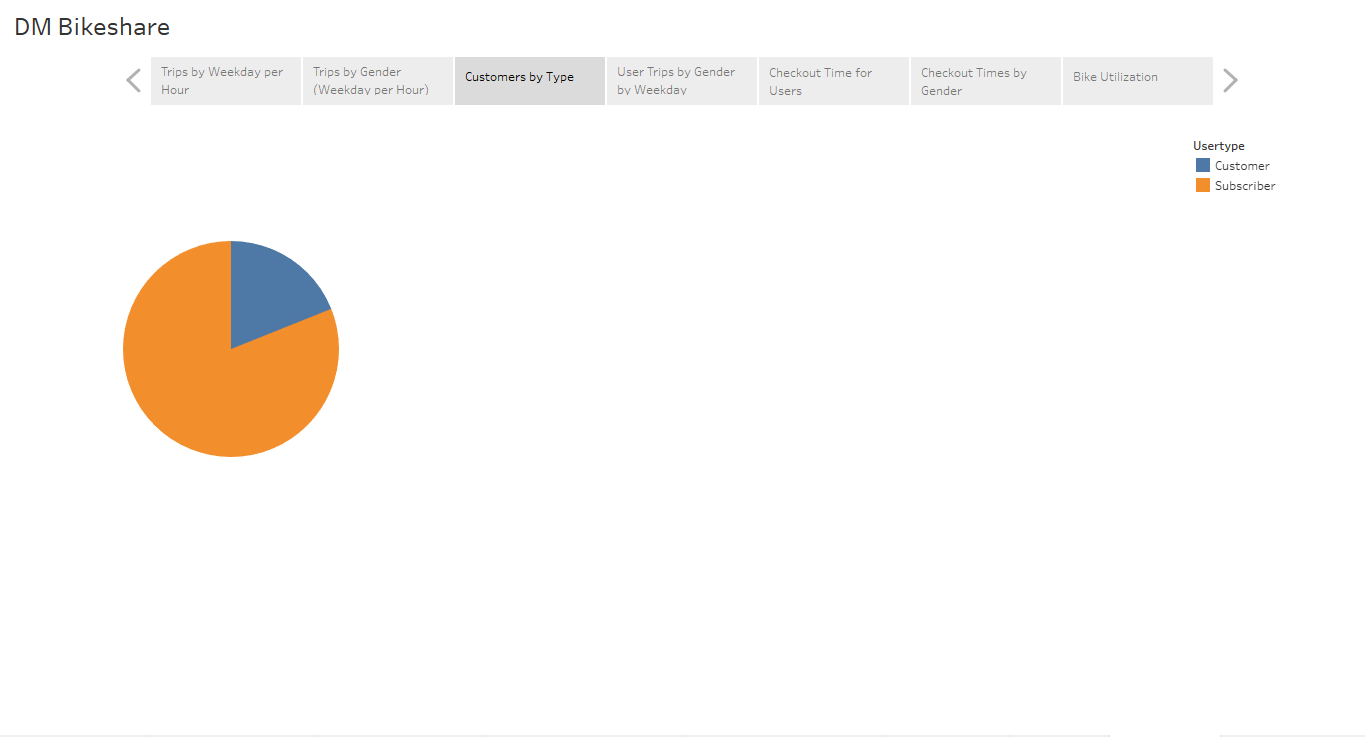 DM Bikeshare
Trips by Weekday per
Hour
Trips by Gender
(Weekday per Hour)
Customers by Type
User Trips by Gender
by Weekday
Checkout Time for
Users
Checkout Times by
Gender
Bike Utilization
Usertype
Customer
Subscriber